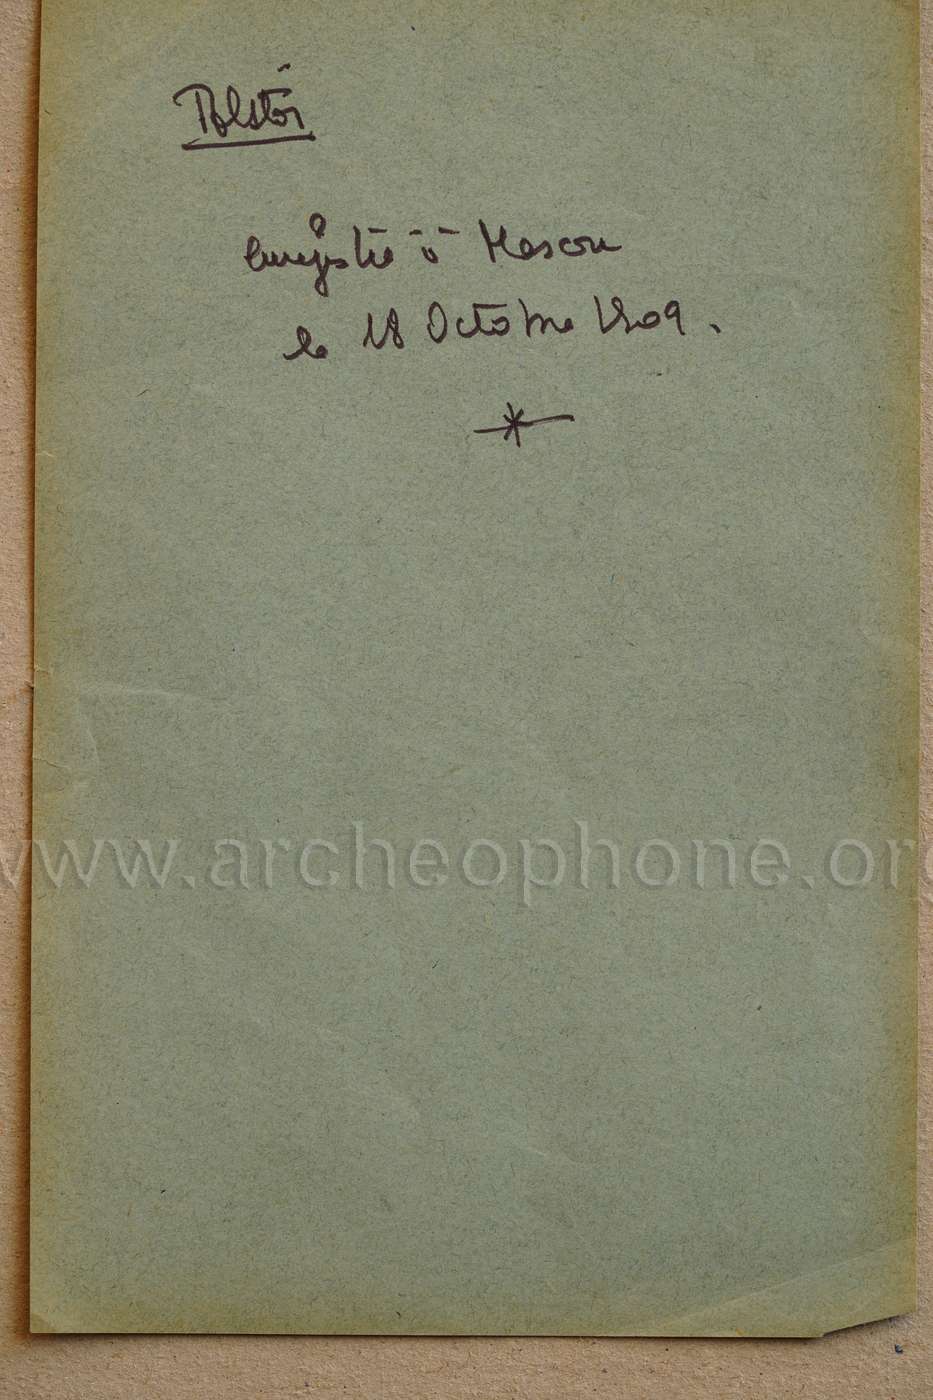 Tolstoï
enregistré à Moscou
le 18 Octobre 1909.
www.archeophone.org